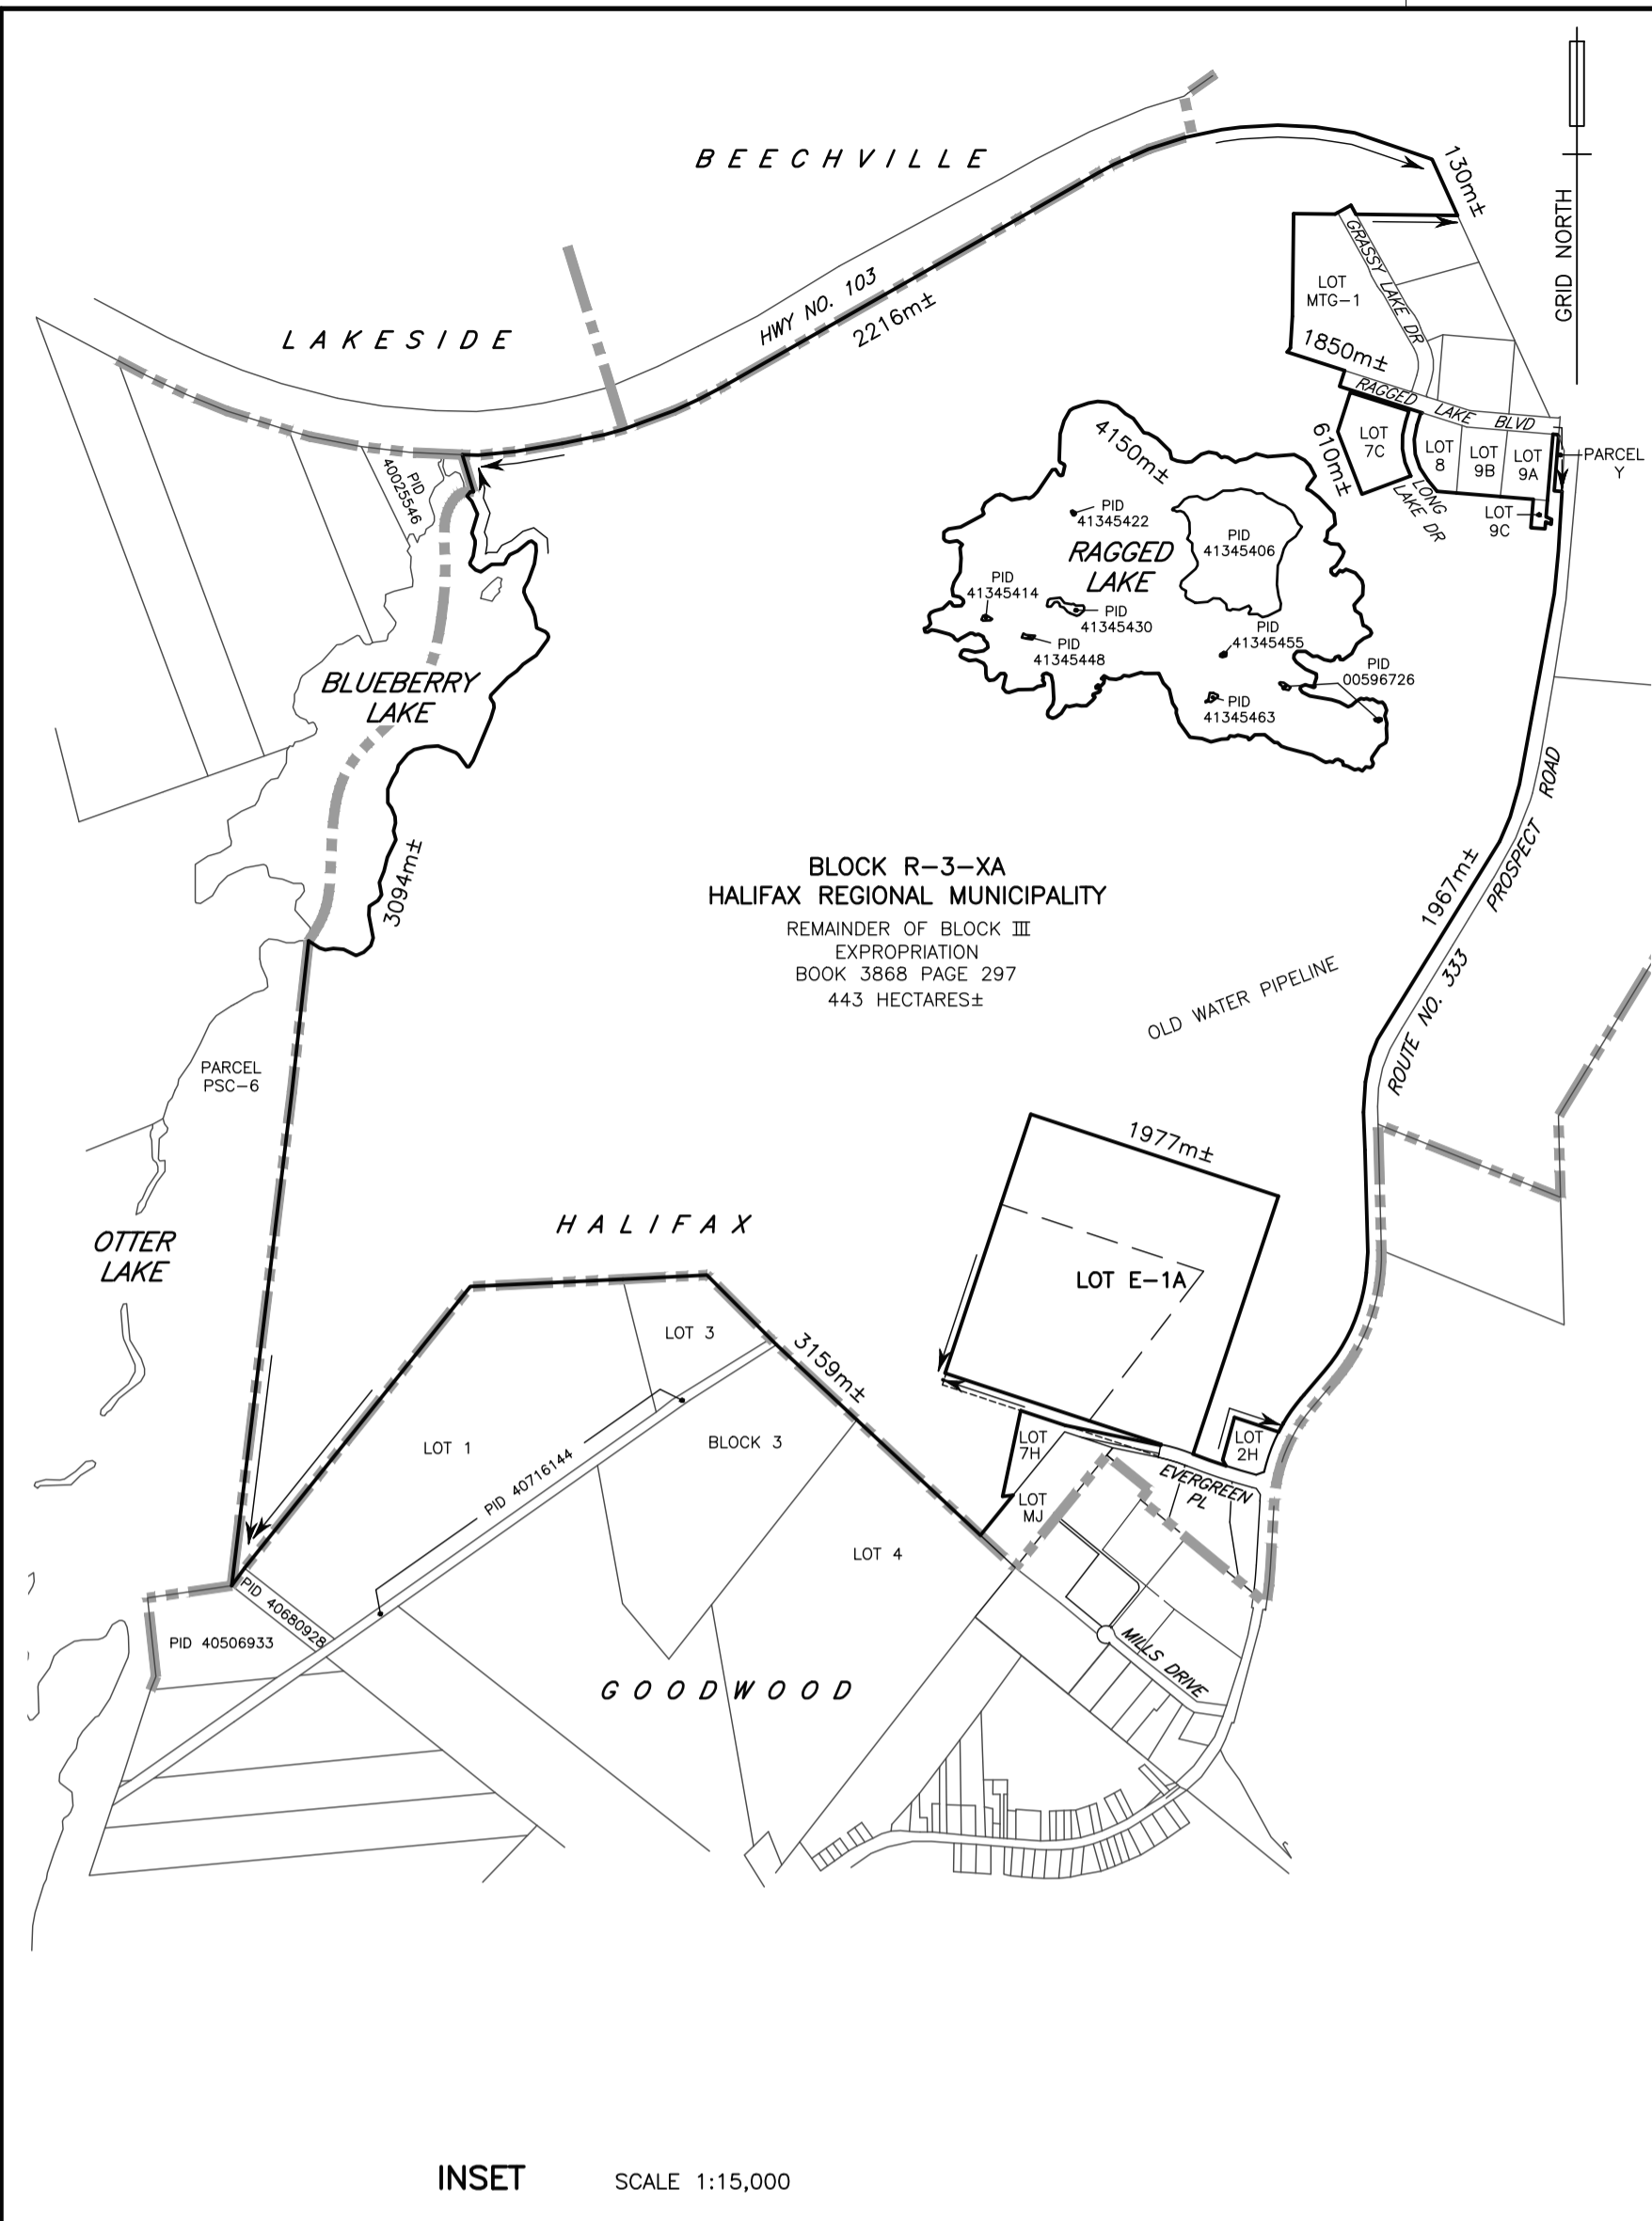 BEECHVILLE
130m±
GRID NORTH
LAKESIDE
HWY NO. 103
2216m±
GRASSY LAKE DR
LOT
MTG-1
1850m±
RAGGED LAKE BLVD
PID
40025546
4150m±
610m±
LOT
7C
LOT
8
LOT
9B
LOT
9A
PARCEL
Y
LONG
LAKE DR
LOT
9C
PID
41345422
PID
41345406
RAGGED
LAKE
PID
41345414
PID
41345430
PID
41345448
PID
41345455
PID
00596726
PID
41345463
BLUEBERRY
LAKE
3094m±
BLOCK R-3-XA
HALIFAX REGIONAL MUNICIPALITY
REMAINDER OF BLOCK III
EXPROPRIATION
BOOK 3868 PAGE 297
443 HECTARES±
1967m±
ROUTE NO. 333 PROSPECT ROAD
OLD WATER PIPELINE
PARCEL
PSC-6
1977m±
HALIFAX
OTTER
LAKE
LOT E-1A
LOT 3
3159m±
LOT 1
BLOCK 3
PID 40716144
LOT
7H
LOT
2H
EVERGREEN
PL
LOT
MJ
LOT 4
PID 40680928
PID 40506933
MILLS DRIVE
GOODWOOD
INSET
SCALE 1:15,000